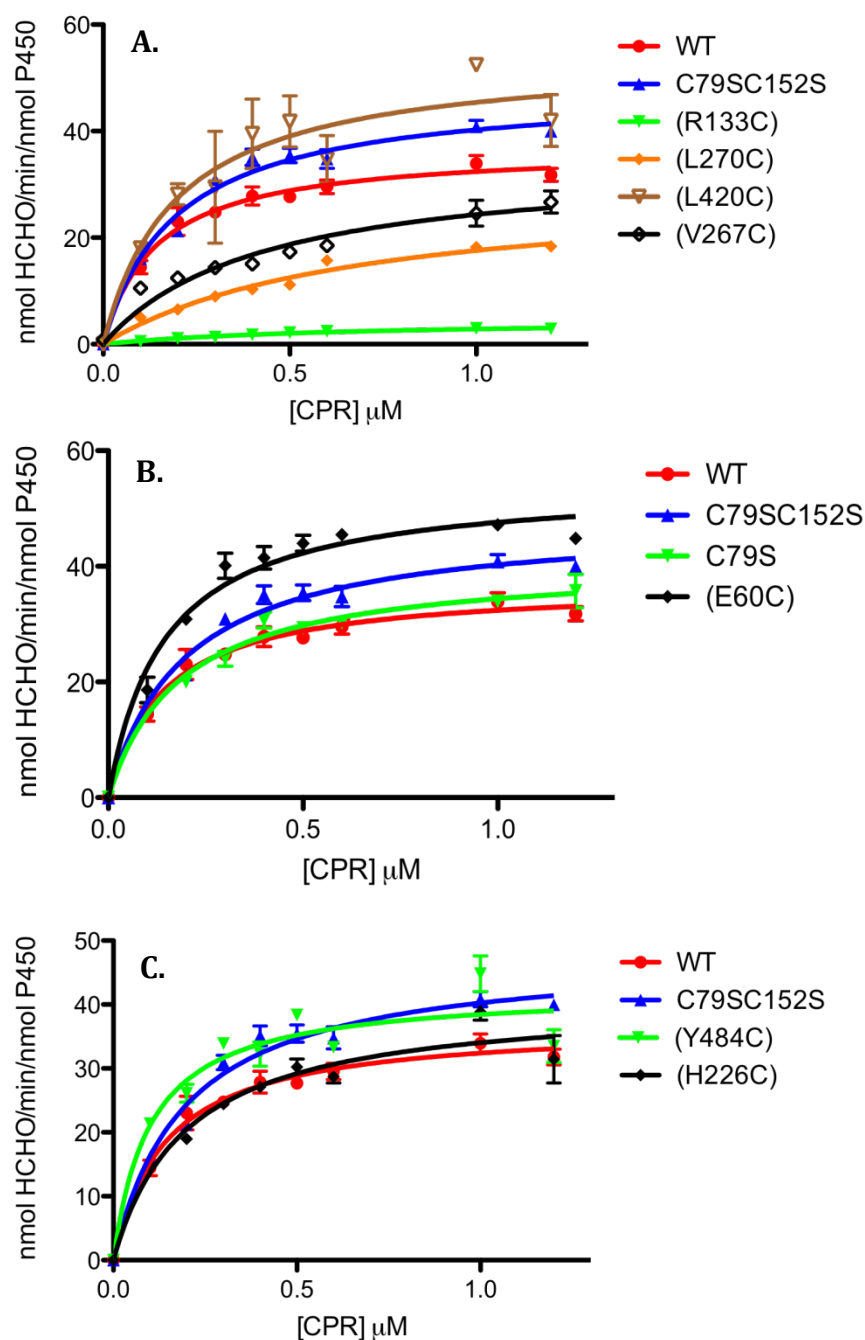 A.
nmol HCHO/min/nmol P450
60
40
20
0
0.0 0.5 1.0
[CPR] μM
WT
C79SC152S
(R133C)
(L270C)
(L420C)
(V267C)
B.
nmol HCHO/min/nmol P450
60
40
20
0
0.0 0.5 1.0
[CPR] μM
WT
C79SC152S
C79S
(E60C)
C.
nmol HCHO/min/nmol P450
50
40
30
20
10
0
0.0 0.5 1.0
[CPR] μM
WT
C79SC152S
(Y484C)
(H226C)